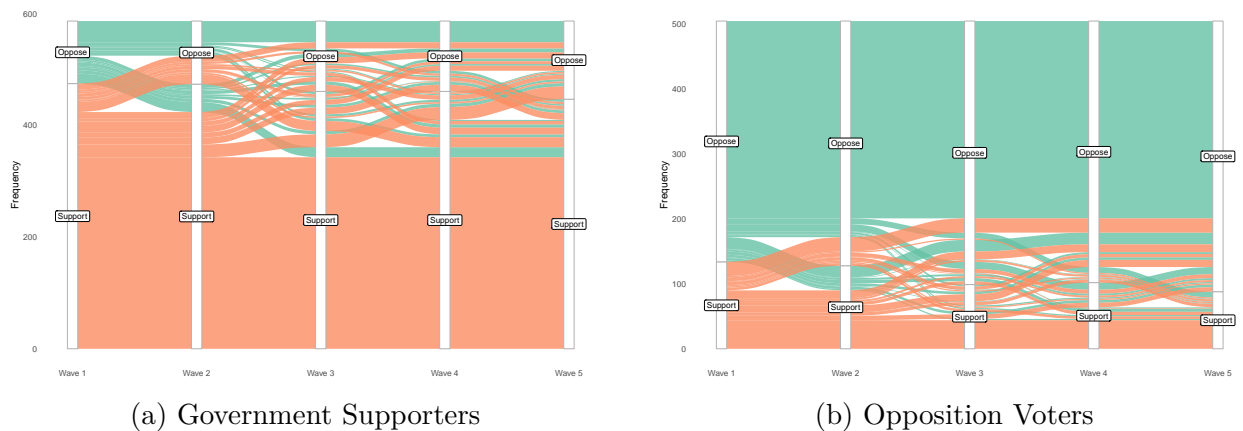 600
400
200
0
Frequency
Oppose Oppose Oppose Oppose Oppose
Support Support Support Support Support
Wave 1 Wave 2 Wave 3 Wave 4 Wave 5
(a) Government Supporters
500
400
300
200
100
0
Frequency
Oppose Oppose Oppose Oppose Oppose
Support Support Support Support Support
Wave 1 Wave 2 Wave 3 Wave 4 Wave 5
(b) Opposition Voters